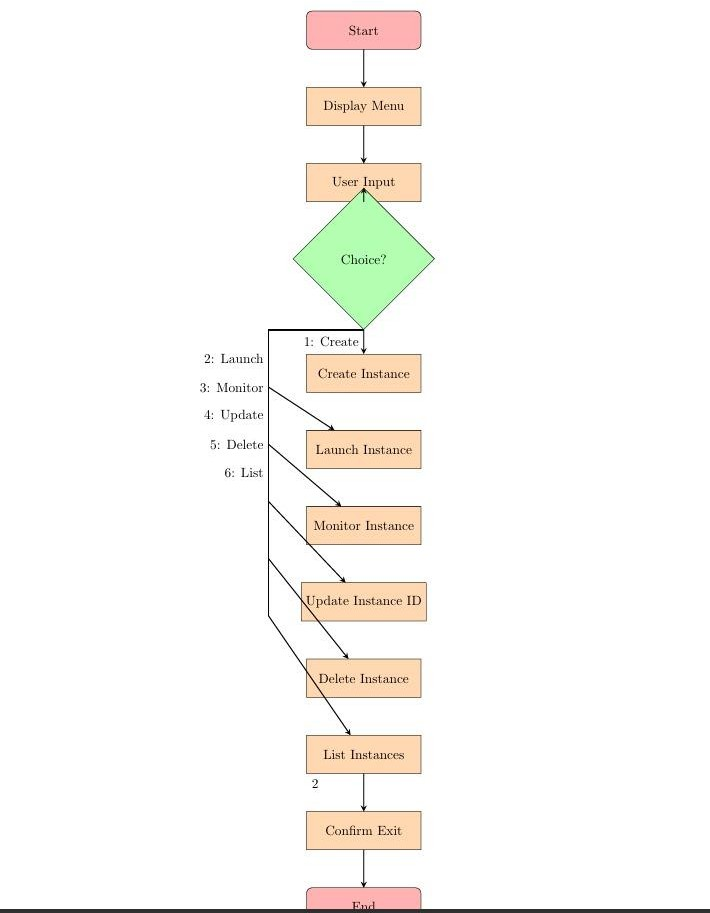 Start
Display Menu
User Input
Choice?
1: Create
2: Launch
Create Instance
3: Monitor
4: Update
5: Delete
Launch Instance
6: List
Monitor Instance
Update Instance ID
Delete Instance
List Instances
2
Confirm Exit
End